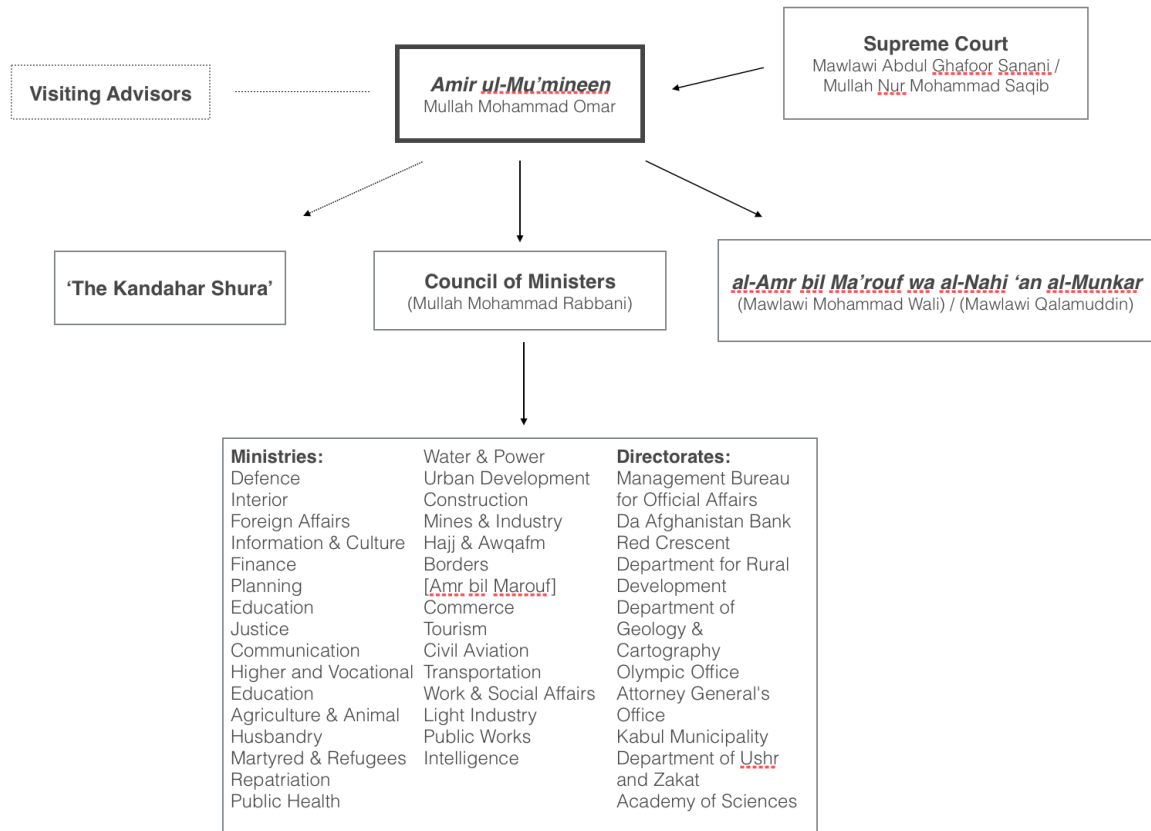 Visiting Advisors
Amir ul-Mu’mineen
Mullah Mohammad Omar
Supreme Court
Mawlawi Abdul Ghafoor Sanani /
Mullah Nur Mohammad Saqib
‘The Kandahar Shura’
Council of Ministers
(Mullah Mohammad Rabbani)
al-Amr bil Ma’rouf wa al-Nahi ‘an al-Munkar
(Mawlawi Mohammad Wali) / (Mawlawi Qalamuddin)
Ministries:
Defence
Interior
Foreign Affairs
Information & Culture
Finance
Planning
Education
Justice
Communication
Higher and Vocational
Education
Agriculture & Animal
Husbandry
Martyred & Refugees
Repatriation
Public Health
Water & Power
Urban Development
Construction
Mines & Industry
Hajj & Awqafm
Borders
[Amr bil Marouf]
Commerce
Tourism
Civil Aviation
Transportation
Work & Social Affairs
Light Industry
Public Works
Intelligence
Directorates:
Management Bureau
for Official Affairs
Da Afghanistan Bank
Red Crescent
Department for Rural
Development
Department of
Geology &
Cartography
Olympic Office
Attorney General's
Office
Kabul Municipality
Department of Ushr
and Zakat
Academy of Sciences